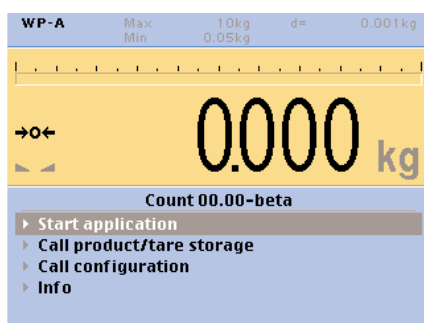 WP-A Max 10kg d= 0.001kg
Min 0.05kg
→0← 0.000 kg
Count 00.00-beta
Start application
Call product/tare storage
Call configuration
Info